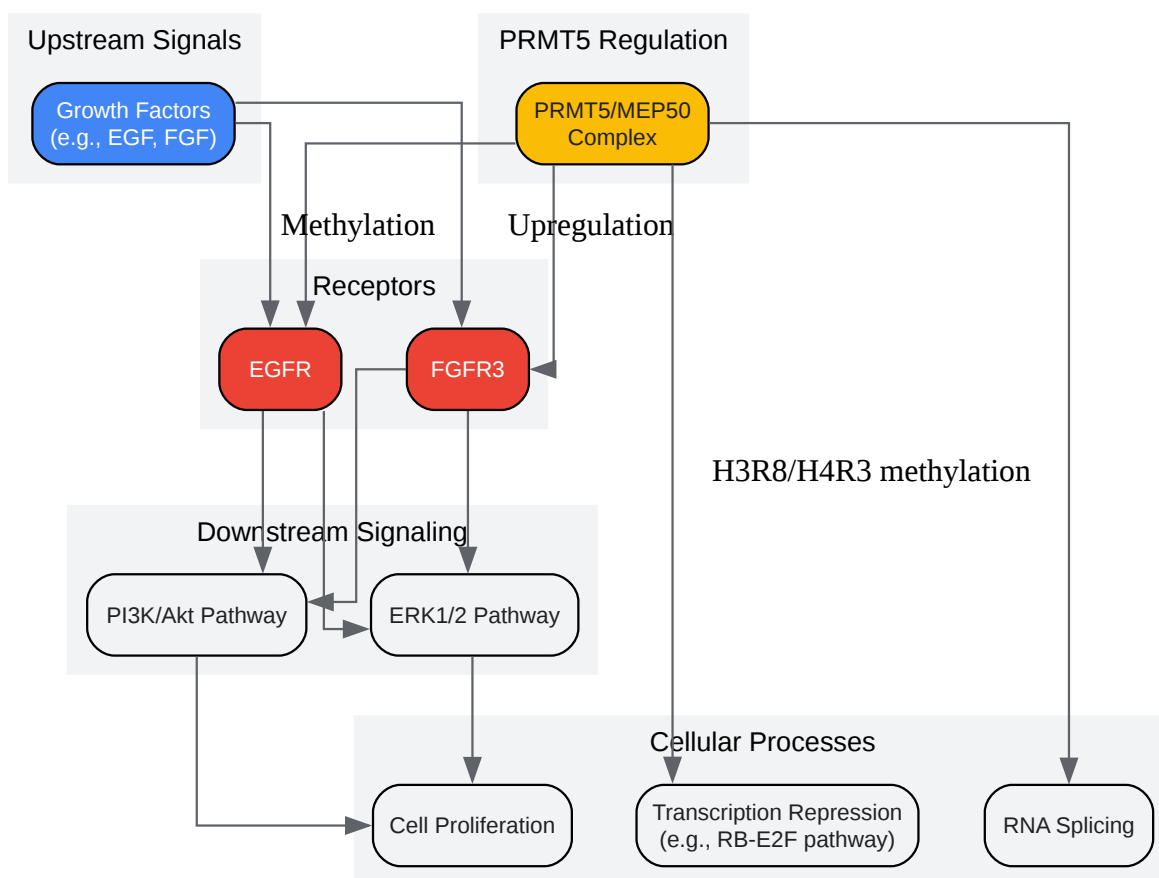 Upstream Signals
PRMT5 Regulation
Growth Factors
(e.g., EGF, FGF)
PRMT5/MEP50
Complex
Methylation
Upregulation
Receptors
EGFR
FGFR3
H3R8/H4R3 methylation
Downstream Signaling
PI3K/Akt Pathway
ERK1/2 Pathway
Cellular Processes
Cell Proliferation
Transcription Repression
(e.g., RB-E2F pathway)
RNA Splicing